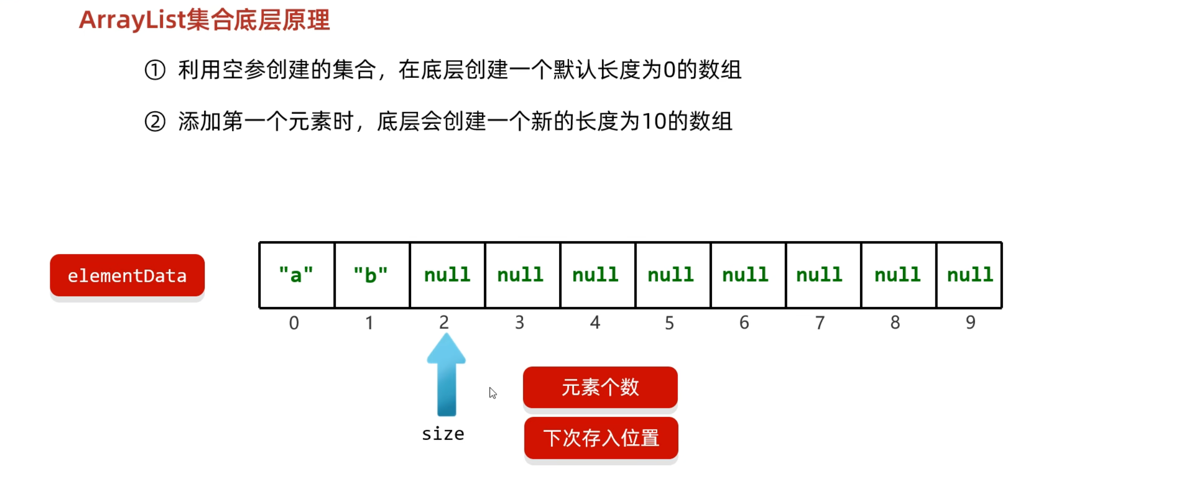 ArrayList集合底层原理
① 利用空参创建的集合，在底层创建一个默认长度为0的数组
② 添加第一个元素时，底层会创建一个新的长度为10的数组
elementData
"a" "b" null null null null null null null null
0 1 2 3 4 5 6 7 8 9
元素个数
size
下次存入位置